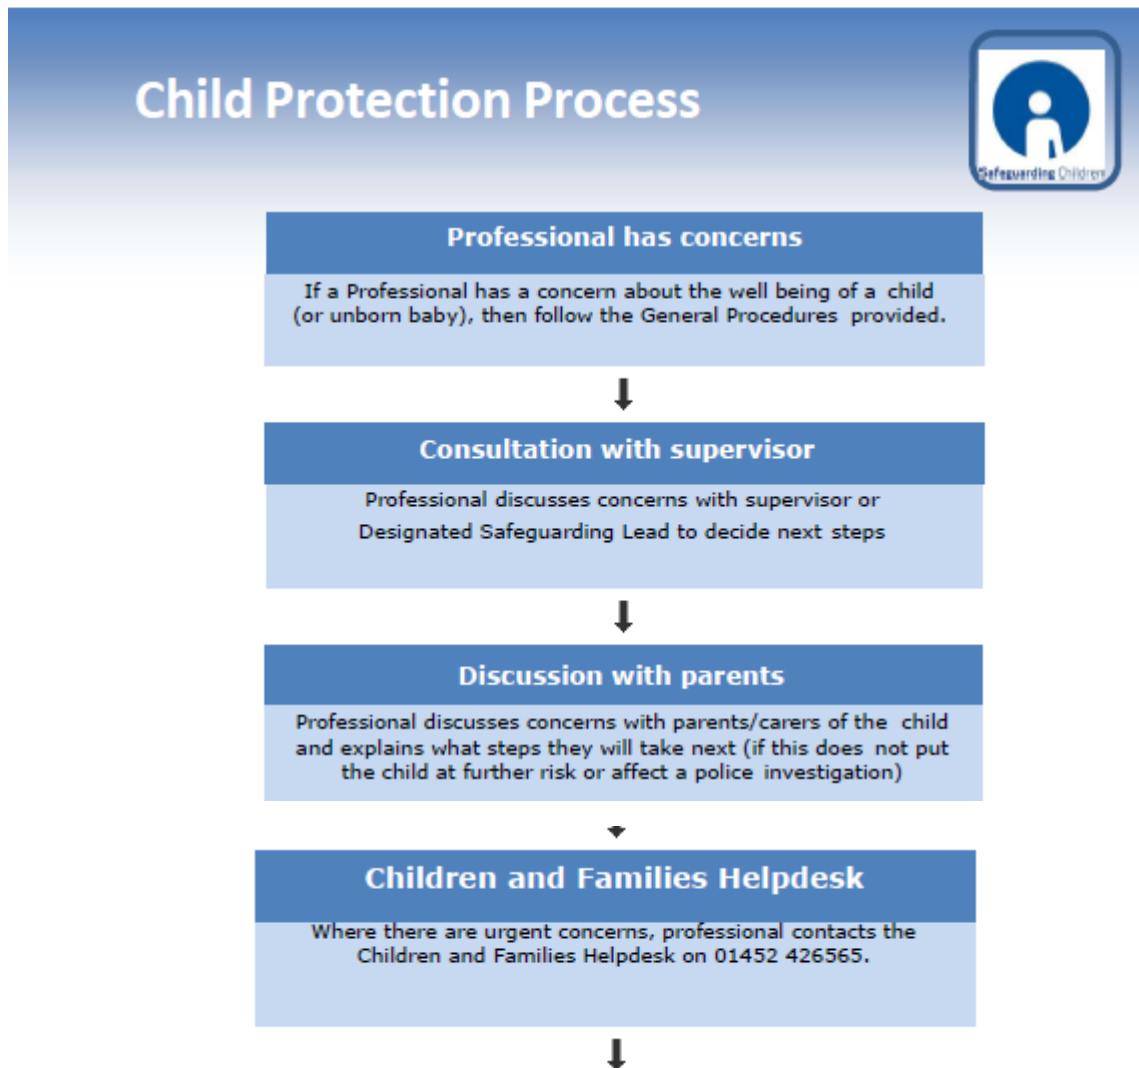 Child Protection Process
Safeguarding Children
Professional has concerns
If a Professional has a concern about the well being of a child
(or unborn baby), then follow the General Procedures provided.
Consultation with supervisor
Professional discusses concerns with supervisor or
Designated Safeguarding Lead to decide next steps
Discussion with parents
Professional discusses concerns with parents/carers of the child
and explains what steps they will take next (if this does not put
the child at further risk or affect a police investigation)
Children and Families Helpdesk
Where there are urgent concerns, professional contacts the
Children and Families Helpdesk on 01452 426565.